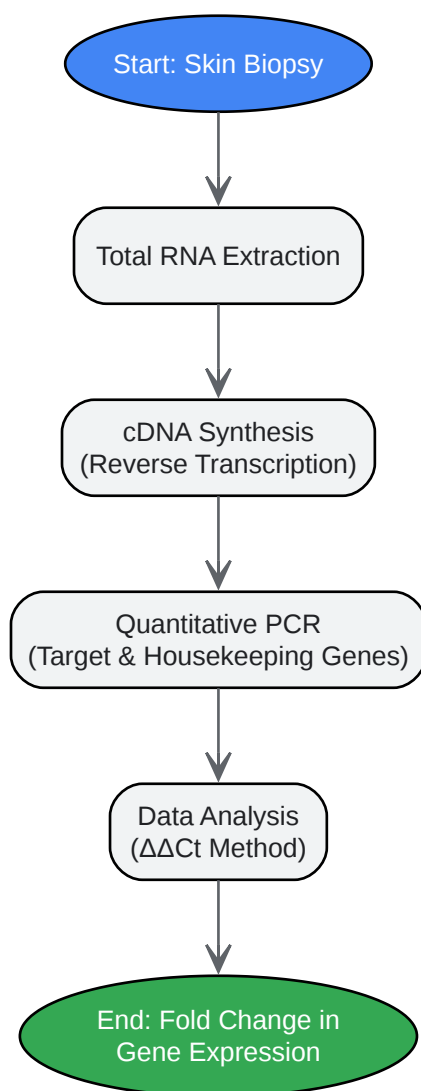 Start: Skin Biopsy
Total RNA Extraction
cDNA Synthesis
(Reverse Transcription)
Quantitative PCR
(Target & Housekeeping Genes)
Data Analysis
(ΔΔCt Method)
End: Fold Change in
Gene Expression